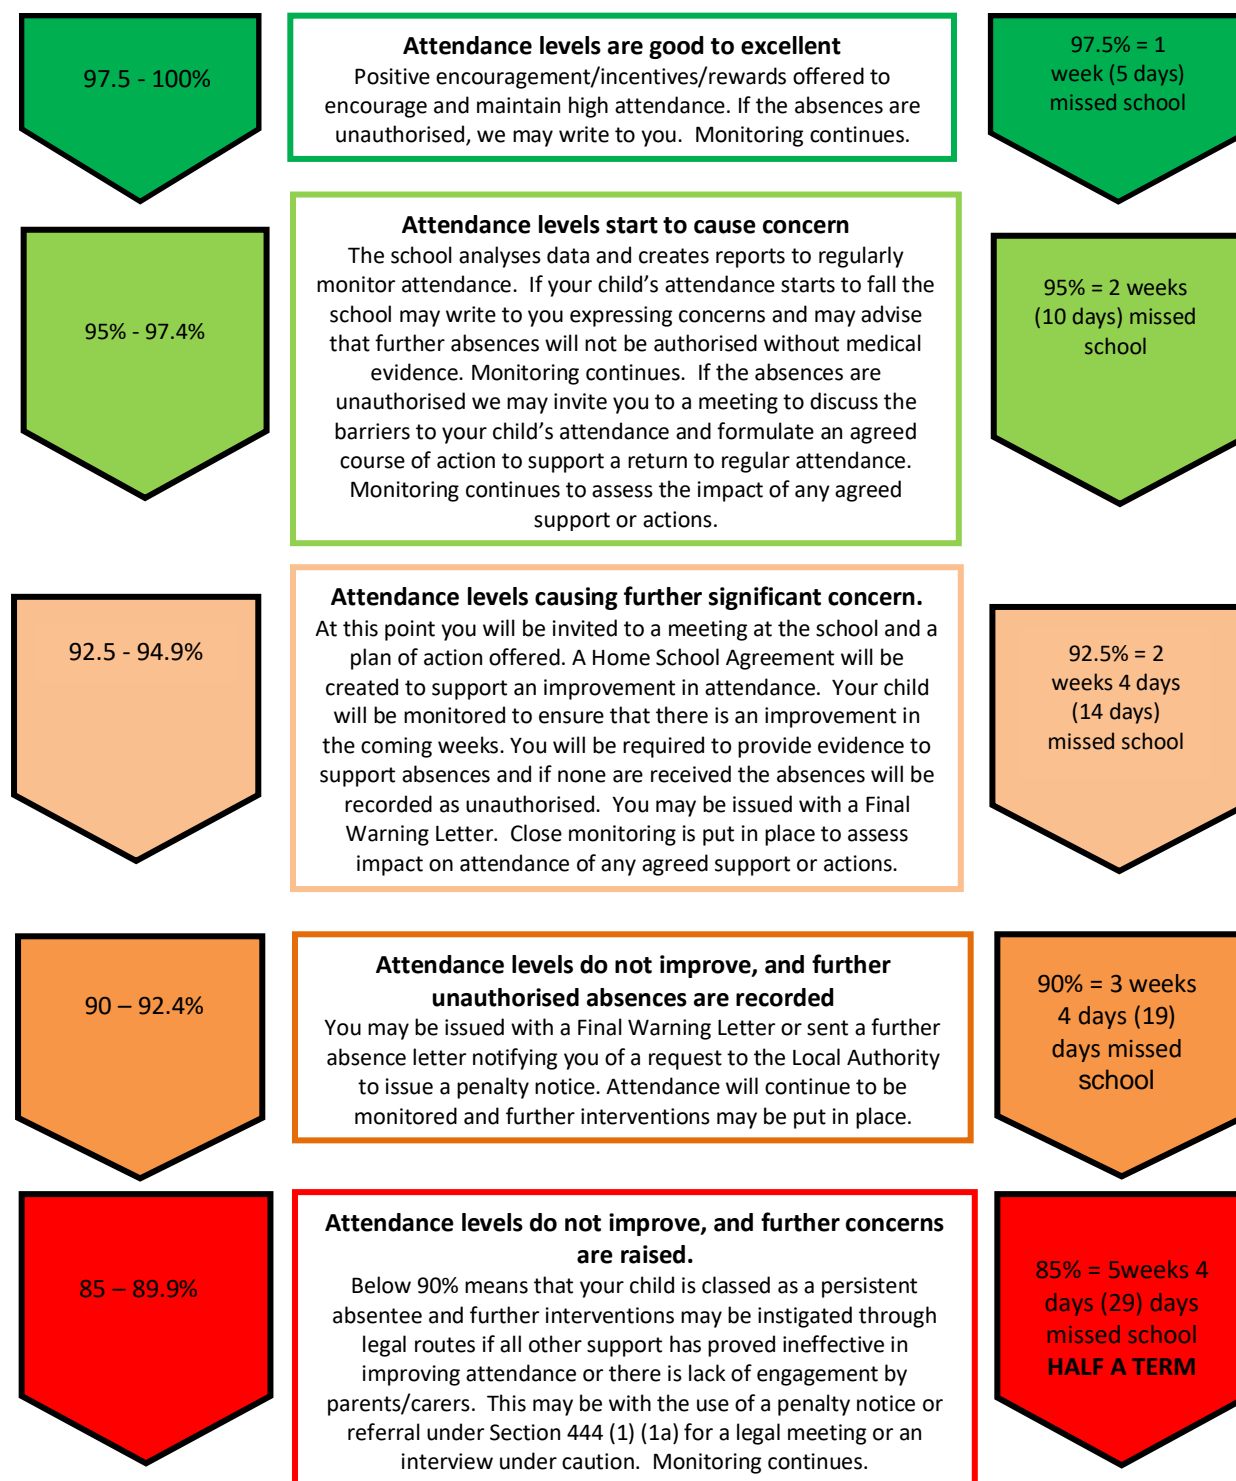 97.5 - 100%
Attendance levels are good to excellent
Positive encouragement/incentives/rewards offered to
encourage and maintain high attendance. If the absences are
unauthorised, we may write to you.  Monitoring continues.
97.5% = 1
week (5 days)
missed school
95% - 97.4%
Attendance levels start to cause concern
The school analyses data and creates reports to regularly
monitor attendance.  If your child’s attendance starts to fall the
school may write to you expressing concerns and may advise
that further absences will not be authorised without medical
evidence. Monitoring continues.  If the absences are
unauthorised we may invite you to a meeting to discuss the
barriers to your child’s attendance and formulate an agreed
course of action to support a return to regular attendance.
Monitoring continues to assess the impact of any agreed
support or actions.
95% = 2 weeks
(10 days) missed
school
92.5 - 94.9%
Attendance levels causing further significant concern.
At this point you will be invited to a meeting at the school and a
plan of action offered. A Home School Agreement will be
created to support an improvement in attendance.  Your child
will be monitored to ensure that there is an improvement in
the coming weeks. You will be required to provide evidence to
support absences and if none are received the absences will be
recorded as unauthorised.  You may be issued with a Final
Warning Letter.  Close monitoring is put in place to assess
impact on attendance of any agreed support or actions.
92.5% = 2
weeks 4 days
(14 days)
missed school
90 – 92.4%
Attendance levels do not improve, and further
unauthorised absences are recorded
You may be issued with a Final Warning Letter or sent a further
absence letter notifying you of a request to the Local Authority
to issue a penalty notice. Attendance will continue to be
monitored and further interventions may be put in place.
90% = 3 weeks
4 days (19)
days missed
school
85 – 89.9%
Attendance levels do not improve, and further concerns
are raised.
Below 90% means that your child is classed as a persistent
absentee and further interventions may be instigated through
legal routes if all other support has proved ineffective in
improving attendance or there is lack of engagement by
parents/carers.  This may be with the use of a penalty notice or
referral under Section 444 (1) (1a) for a legal meeting or an
interview under caution.  Monitoring continues.
85% = 5weeks 4
days (29) days
missed school
HALF A TERM